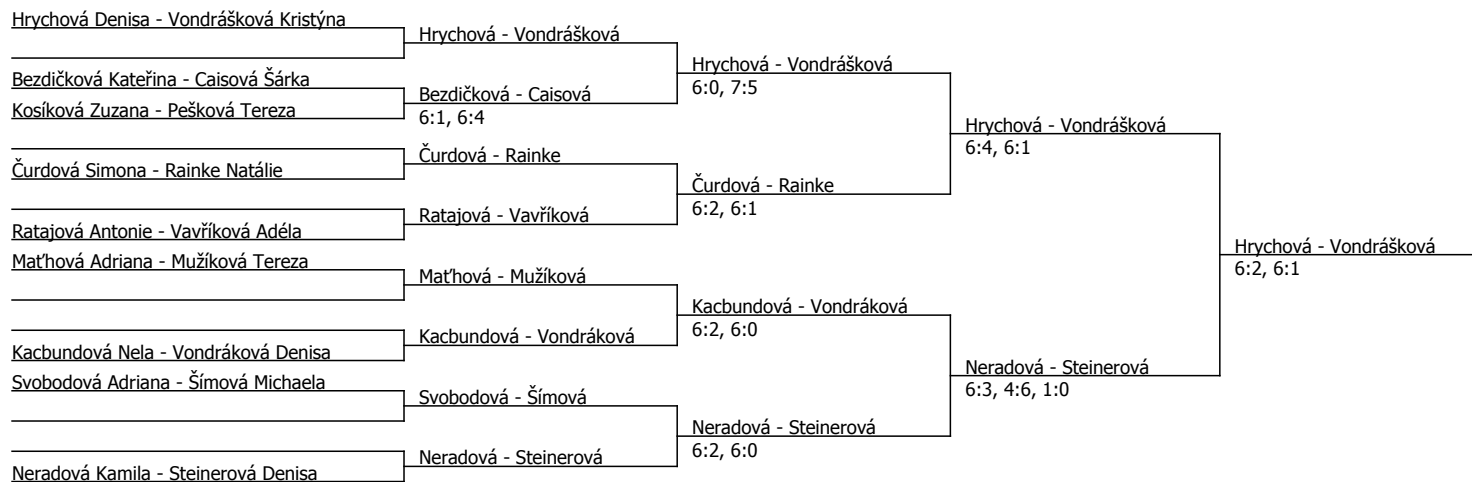 Hrychová Denisa - Vondrášková Kristýna
Bezdičková Kateřina - Caisová Šárka
Kosíková Zuzana - Pešková Tereza
Čurdová Simona - Rainke Natálie
Ratajová Antonie - Vavříková Adéla
Maťhová Adriana - Mužíková Tereza
Kacbundová Nela - Vondráková Denisa
Svobodová Adriana - Šímová Michaela
Neradová Kamila - Steinerová Denisa
Hrychová - Vondrášková
Bezdičková - Caisová
6:1, 6:4
Čurdová - Rainke
Ratajová - Vavříková
Maťhová - Mužíková
Kacbundová - Vondráková
Svobodová - Šímová
Neradová - Steinerová
Hrychová - Vondrášková
6:0, 7:5
Čurdová - Rainke
6:2, 6:1
Kacbundová - Vondráková
6:2, 6:0
Neradová - Steinerová
6:2, 6:0
Hrychová - Vondrášková
6:4, 6:1
Neradová - Steinerová
6:3, 4:6, 1:0
Hrychová - Vondrášková
6:2, 6:1